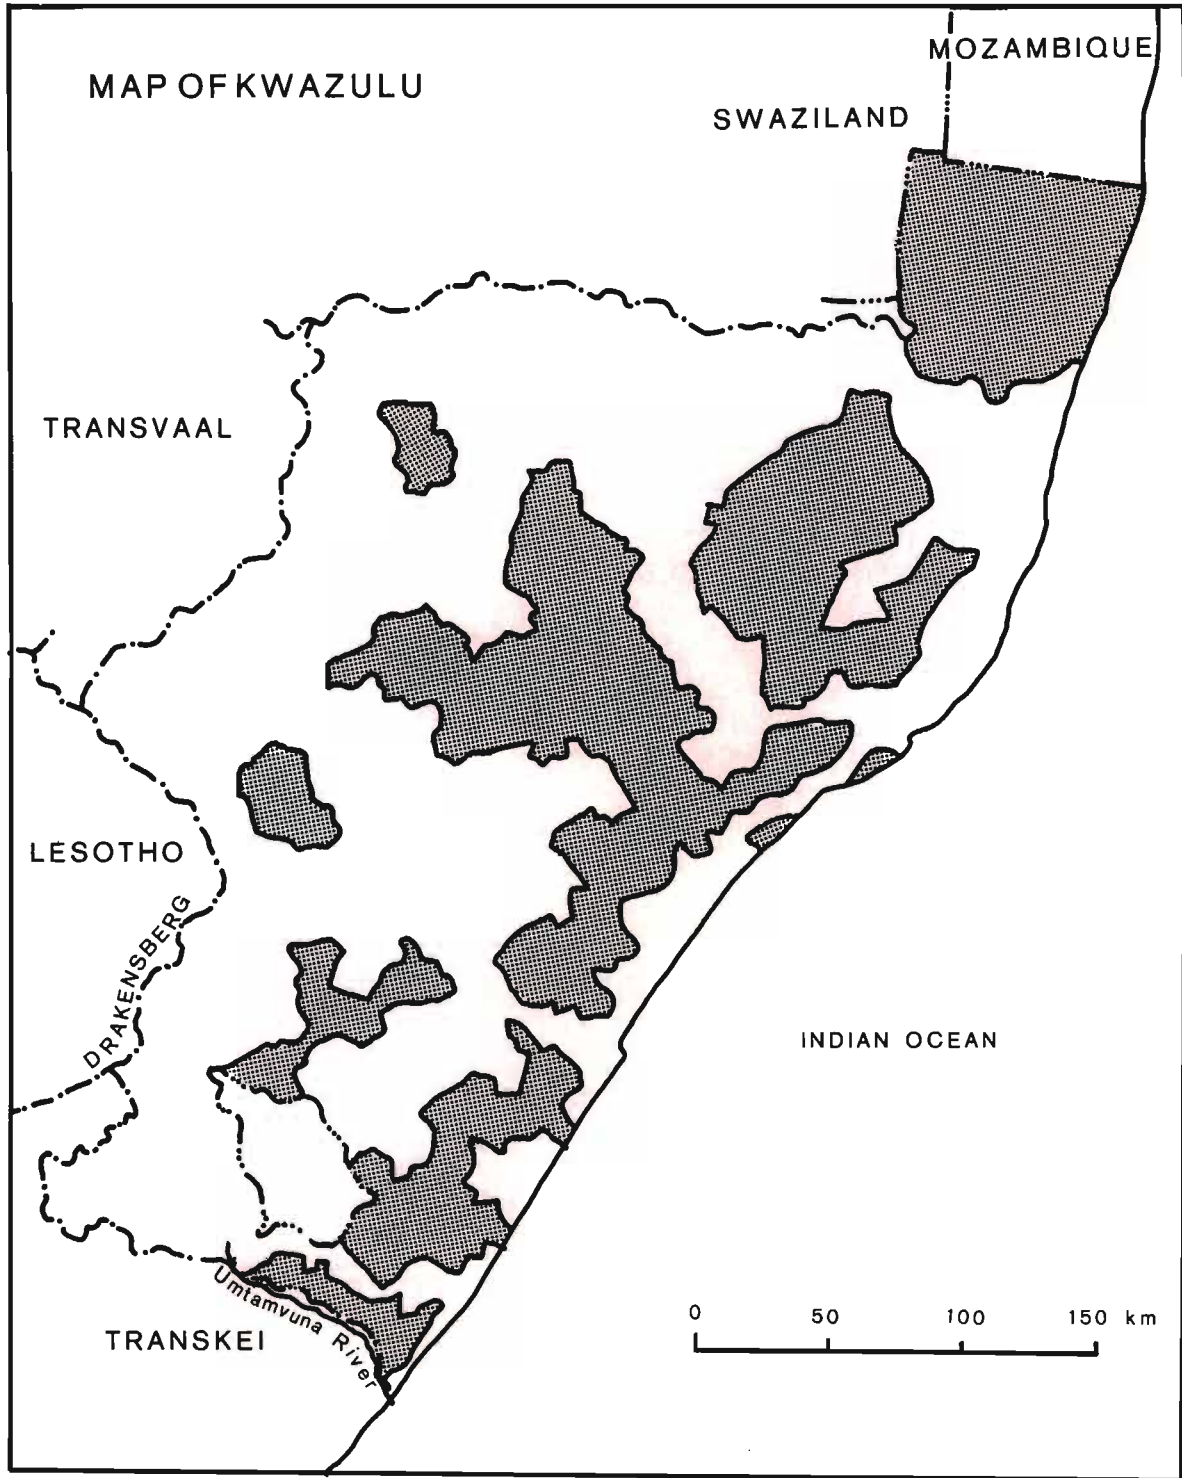 MOZAMBIQUE
MAP OF KWAZULU
SWAZILAND
TRANSVAAL
LESOTHO
DRAKENSBERG
INDIAN OCEAN
Umtamvuna River
TRANSKEI
0 50 100 150 km